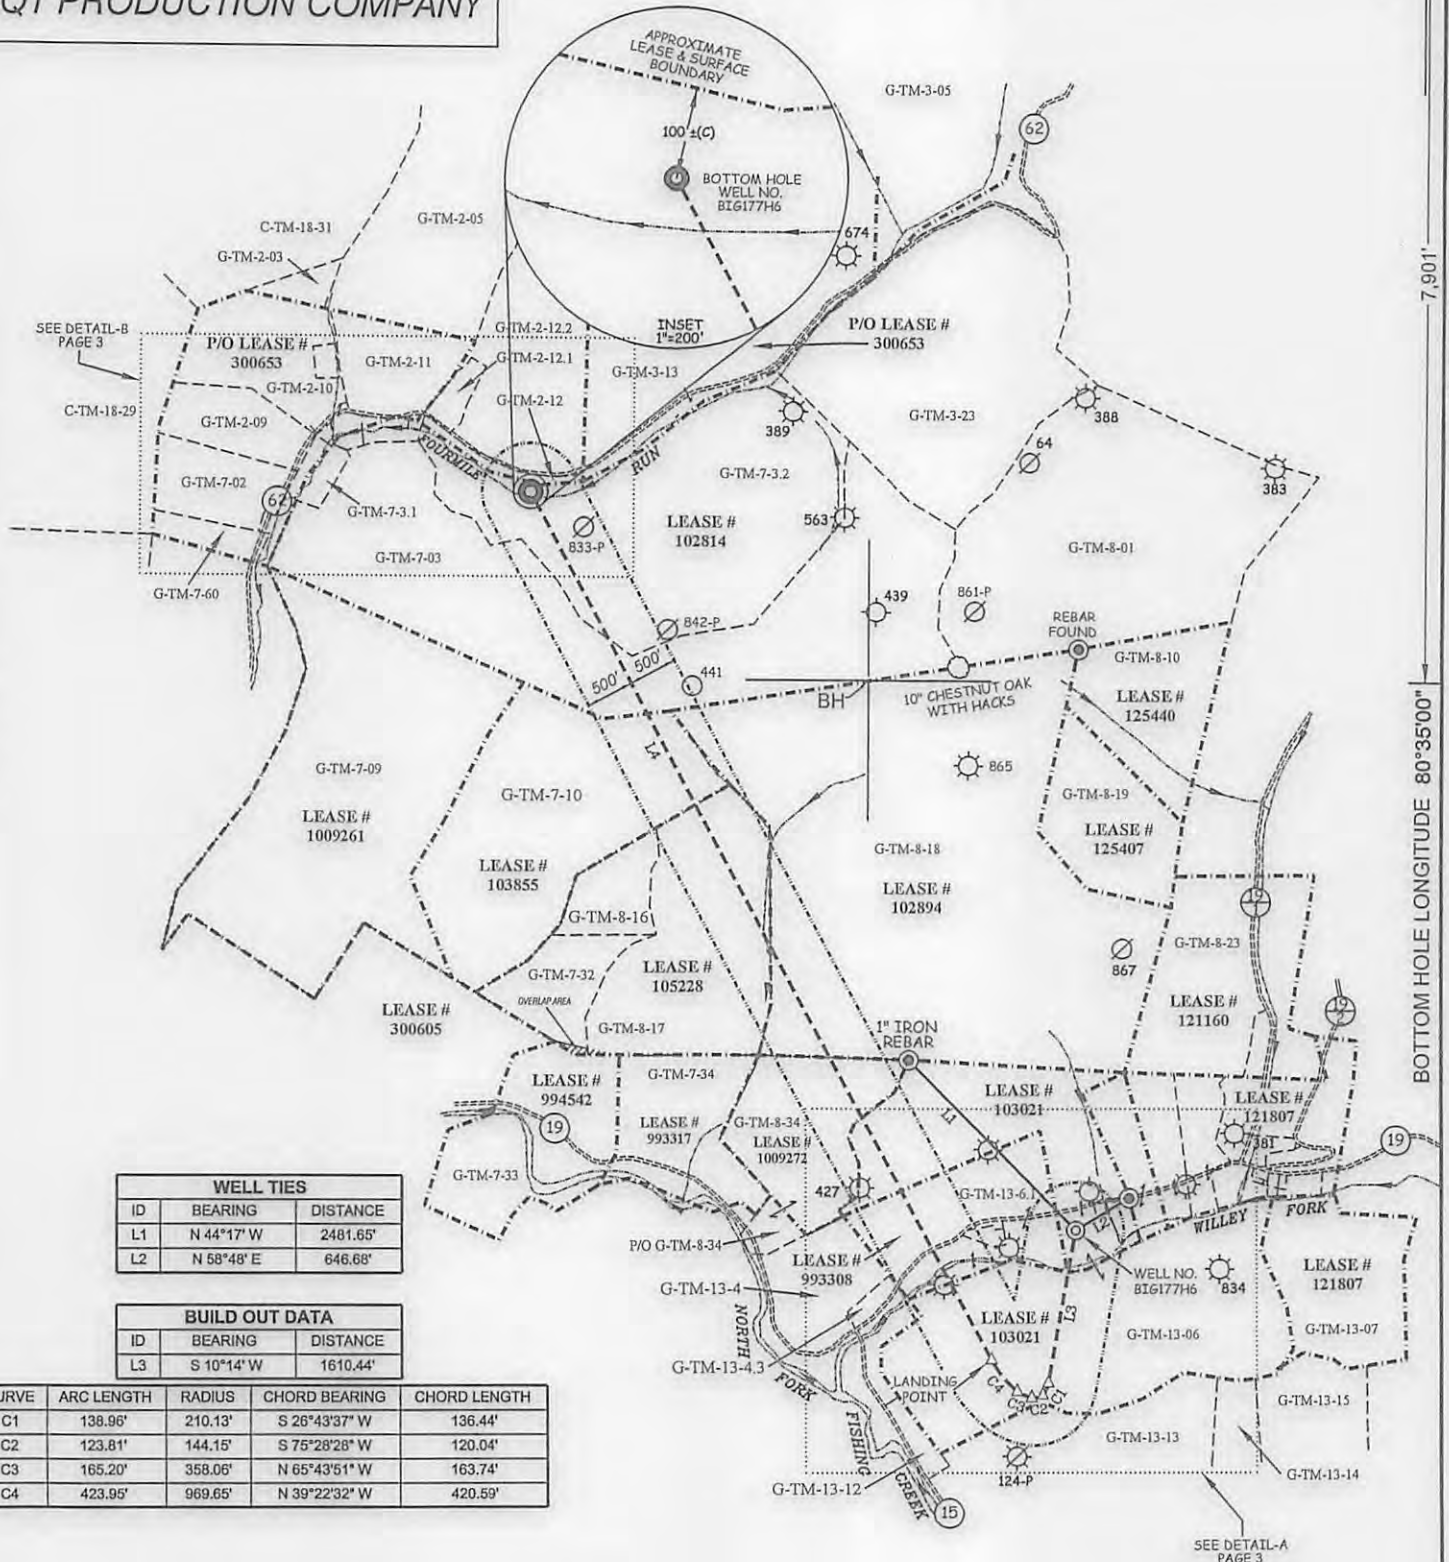 QT PRODUCTION COMPANY
APPROXIMATE
LEASE & SURFACE
BOUNDARY
100'±(C)
BOTTOM HOLE
WELL NO.
BIG177H6
INSET
1"=200'
G-TM-3-05
62
674
C-TM-18-31
G-TM-2-05
G-TM-2-03
7,901'
SEE DETAIL-B
PAGE 3
P/O LEASE #
300653
G-TM-2-12.2
G-TM-2-11
G-TM-2-12.1
G-TM-3-13
P/O LEASE #
300653
G-TM-2-10
G-TM-2-12
C-TM-18-29
G-TM-2-09
389
G-TM-3-23
388
64
FOURMILE
RUN
G-TM-7-3.2
383
G-TM-7-02
62
G-TM-7-3.1
LEASE #
102814
563
833-P
G-TM-7-03
G-TM-8-01
G-TM-7-60
439
861-P
842-P
REBAR
FOUND
500'
500'
441
G-TM-8-10
BH
10" CHESTNUT OAK
WITH HACKS
LEASE #
125440
L4
865
G-TM-7-09
G-TM-7-10
G-TM-8-19
LEASE #
1009261
LEASE #
125407
G-TM-8-18
LEASE #
103855
LEASE #
102894
BOTTOM HOLE LONGITUDE 80°35'00"
G-TM-8-16
19
G-TM-8-23
867
G-TM-7-32
LEASE #
105228
OVERLAP AREA
LEASE #
121160
LEASE #
300605
G-TM-8-17
19
2
1" IRON
REBAR
LEASE #
994542
G-TM-7-34
LEASE #
103021
LEASE #
121807
19
LEASE #
993317
G-TM-8-34
LEASE #
1009272
L1
381
19
G-TM-7-33
427
G-TM-13-6.1
L2
WILLEY
FORK
P/O G-TM-8-34
LEASE #
993308
WELL NO.
BIG177H6
834
LEASE #
121807
G-TM-13-4
NORTH
FORK
LEASE #
103021
L3
G-TM-13-06
G-TM-13-07
G-TM-13-4.3
LANDING
POINT
C4
C3
C2
C1
G-TM-13-15
FISHING
CREEK
G-TM-13-13
G-TM-13-14
124-P
G-TM-13-12
15
SEE DETAIL-A
PAGE 3
WELL TIES
ID BEARING DISTANCE
L1 N 44°17' W 2481.65'
L2 N 58°48' E 646.68'
BUILD OUT DATA
ID BEARING DISTANCE
L3 S 10°14' W 1610.44'
URVE ARC LENGTH RADIUS CHORD BEARING CHORD LENGTH
C1 138.96' 210.13' S 26°43'37" W 136.44'
C2 123.81' 144.15' S 75°28'28" W 120.04'
C3 165.20' 358.06' N 65°43'51" W 163.74'
C4 423.95' 969.65' N 39°22'32" W 420.59'